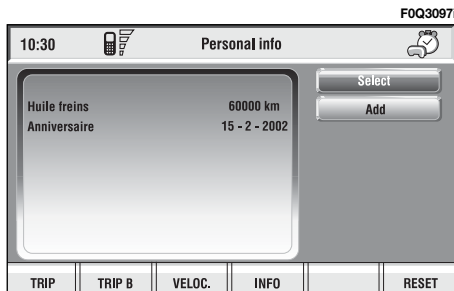 F0Q3097
10:30 Personal info
Select
Add
Huile freins 60000 km
Anniversaire 15 - 2 - 2002
TRIP TRIP B VELOC. INFO RESET